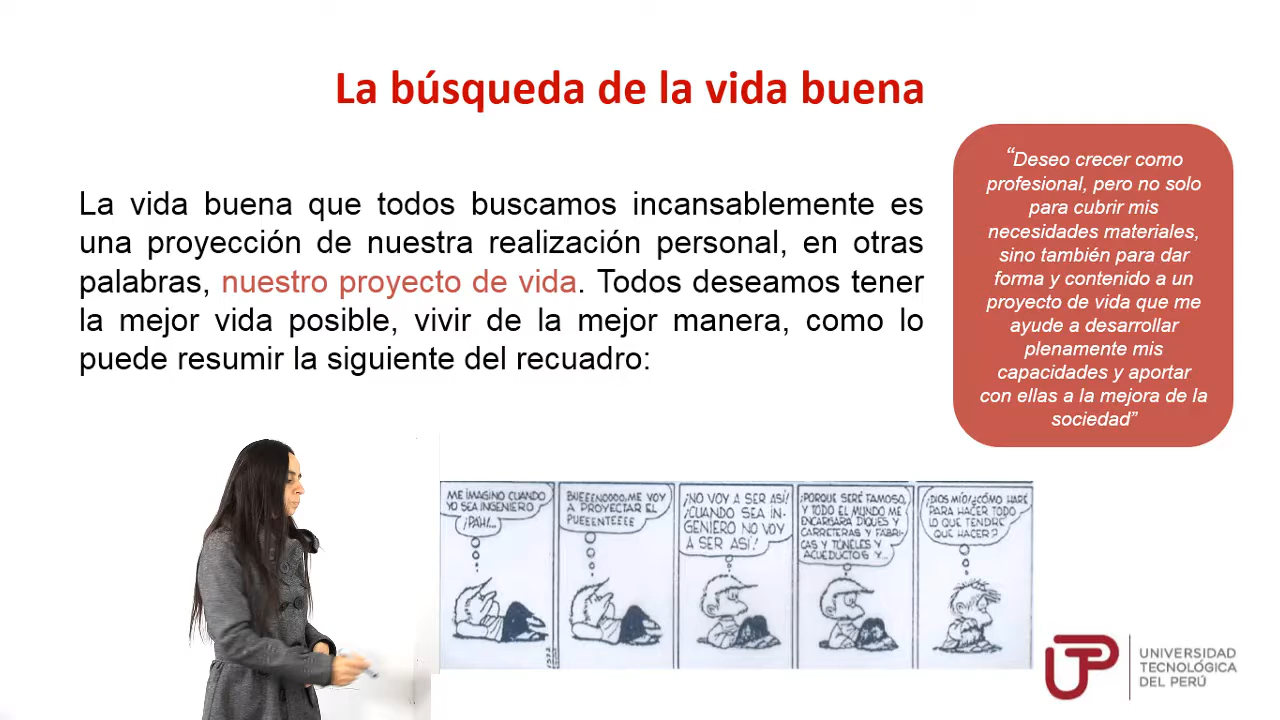 La búsqueda de la vida buena
La vida buena que todos buscamos incansablemente es
una proyección de nuestra realización personal, en otras
palabras, nuestro proyecto de vida. Todos deseamos tener
la mejor vida posible, vivir de la mejor manera, como lo
puede resumir la siguiente del recuadro:
“Deseo crecer como
profesional, pero no solo
para cubrir mis
necesidades materiales,
sino también para dar
forma y contenido a un
proyecto de vida que me
ayude a desarrollar
plenamente mis
capacidades y aportar
con ellas a la mejora de la
sociedad”
ME IMAGINO CUANDO
YO SEA INGENIERO
¡PAH!...
BUEEENOOOO,ME VOY
A PROYECTAR EL
PUEEENTEEEE
¡NO VOY A SER ASÍ!
¡CUANDO SEA IN-
GENIERO NO VOY
A SER ASÍ!
¡PORQUE SERÉ FAMOSO,
Y TODO EL MUNDO ME
ENCARGARÁ DIQUES Y
CARRETERAS Y FÁBRI-
CAS Y TÚNELES Y
ACUEDUCTOS Y...
¡DIOS MÍO!¿CÓMO HARÉ
PARA HACER TODO
LO QUE TENDRÉ
QUE HACER?
UTP
UNIVERSIDAD
TECNOLÓGICA
DEL PERÚ